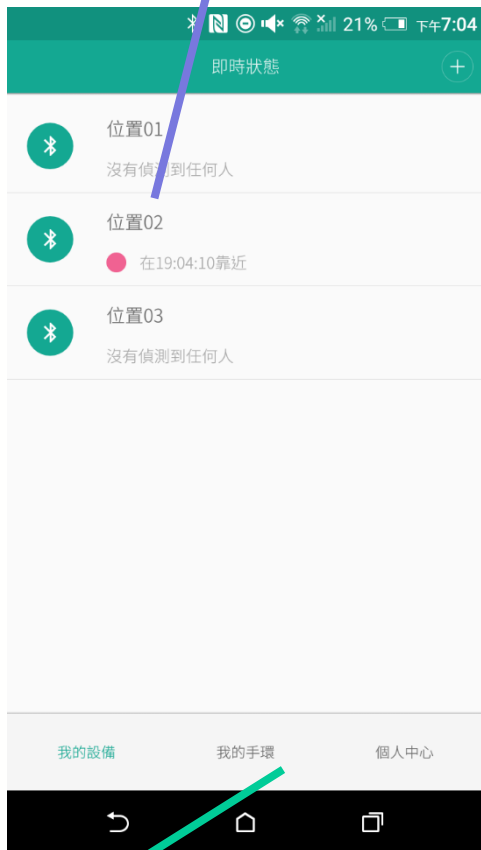 21% 下午7:04
即時狀態
位置01
沒有偵測到任何人
位置02
在19:04:10靠近
位置03
沒有偵測到任何人
我的設備 我的手環 個人中心